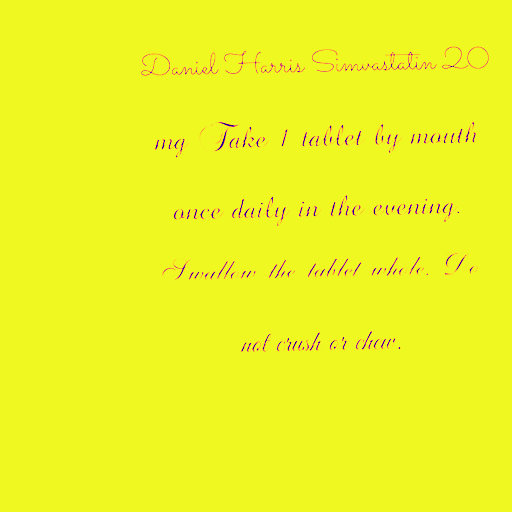 Daniel Harris Simvastatin 20
mg Take 1 tablet by mouth
once daily in the evening.
Swallow the tablet whole. Do
not crush or chew.